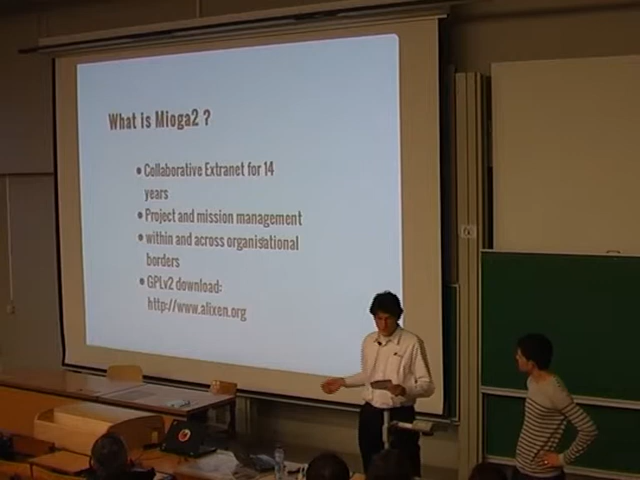 What is Mioga2 ?
• Collaborative Extranet for 14
years
• Project and mission management
• within and across organisational
borders
• GPLv2 download:
http://www.alixen.org